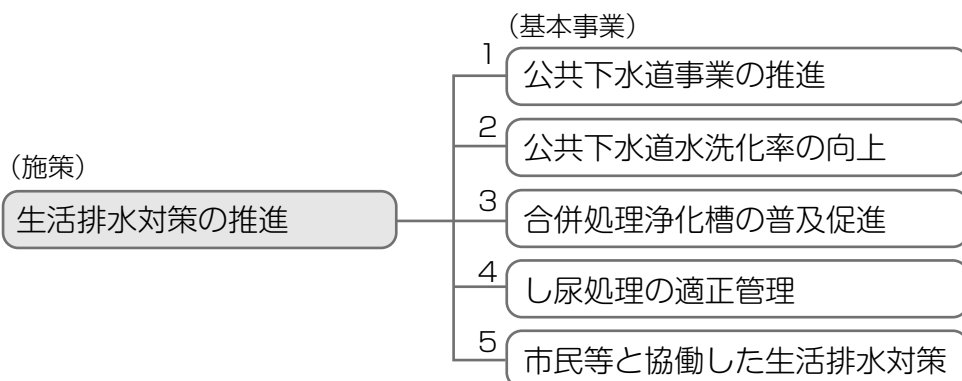 （基本事業）
1 公共下水道事業の推進
2 公共下水道水洗化率の向上
（施策）
生活排水対策の推進
3 合併処理浄化槽の普及促進
4 し尿処理の適正管理
5 市民等と協働した生活排水対策